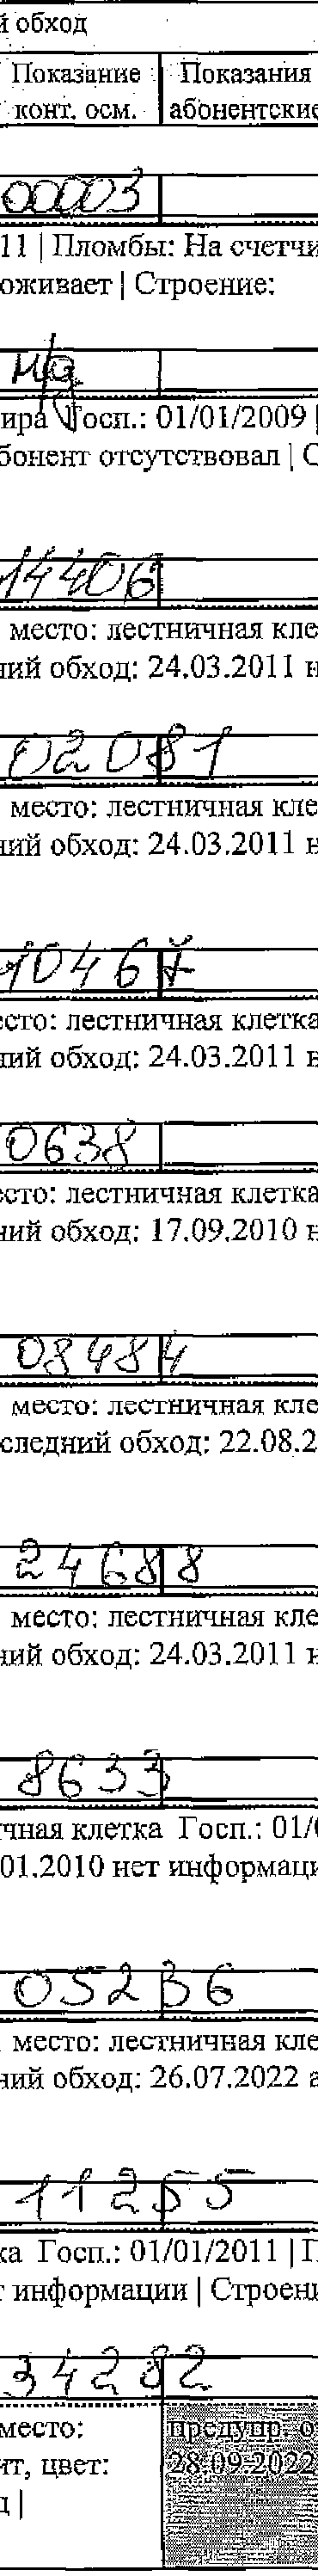 й обход
Показание Показания
конт. осм. абонентские
00003
11 | Пломбы: На счетчи
оживает | Строение:
н/д
ира Госп.: 01/01/2009 |
бонент отсутствовал | С
14406
место: лестничная кле
ний обход: 24.03.2011 н
02081
место: лестничная кле
ний обход: 24.03.2011 н
10467
есто: лестничная клетка
ний обход: 24.03.2011 н
0638
есто: лестничная клетка
ний обход: 17.09.2010 н
08484
место: лестничная кле
следний обход: 22.08.2
24688
место: лестничная кле
ний обход: 24.03.2011 н
8633
чная клетка Госп.: 01/0
01.2010 нет информаци
05236
место: лестничная кле
ний обход: 26.07.2022 а
11255
ка Госп.: 01/01/2011 | П
т информации | Строени
34282
место: предупр. о
ит, цвет: 28.09.2022
д |